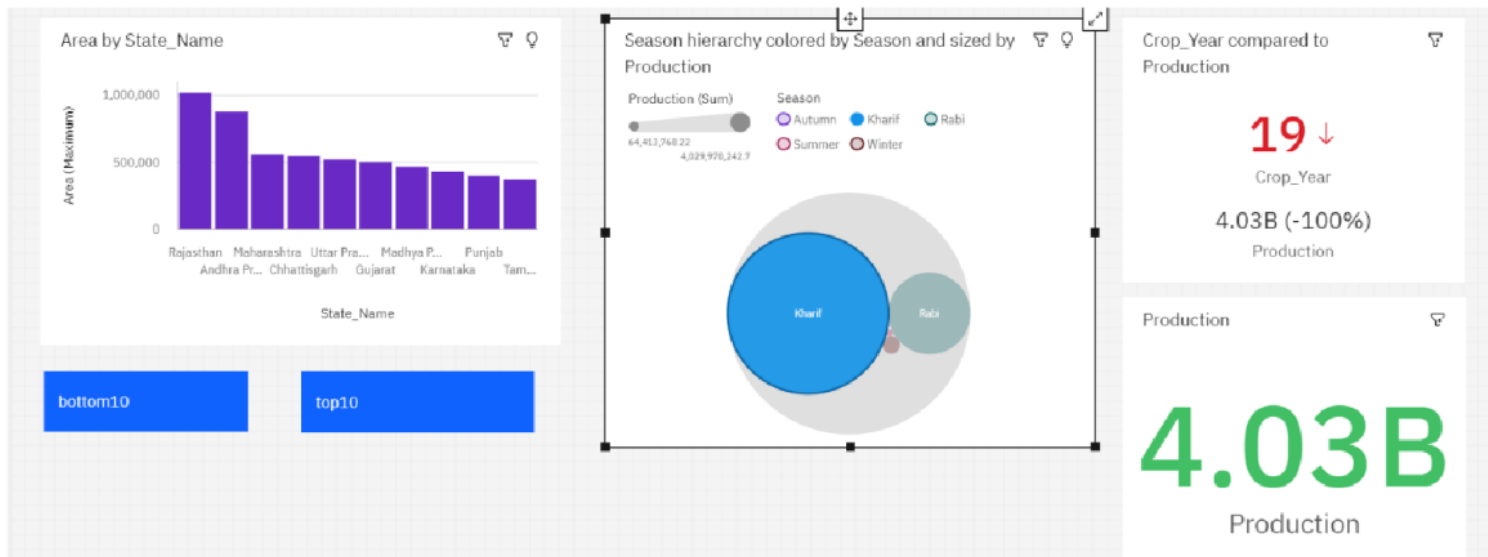 Area by State_Name
Area (Maximum)
1,000,000
500,000
0
Rajasthan Maharashtra Uttar Pra... Madhya P... Punjab
Andhra Pr... Chhattisgarh Gujarat Karnataka Tam...
State_Name
bottom10
top10
Season hierarchy colored by Season and sized by
Production
Production (Sum)
64,413,768.22
4,029,970,242.7
Season
Autumn Kharif Rabi
Summer Winter
Kharif
Rabi
Crop_Year compared to
Production
19 ↓
Crop_Year
4.03B (-100%)
Production
Production
4.03B
Production